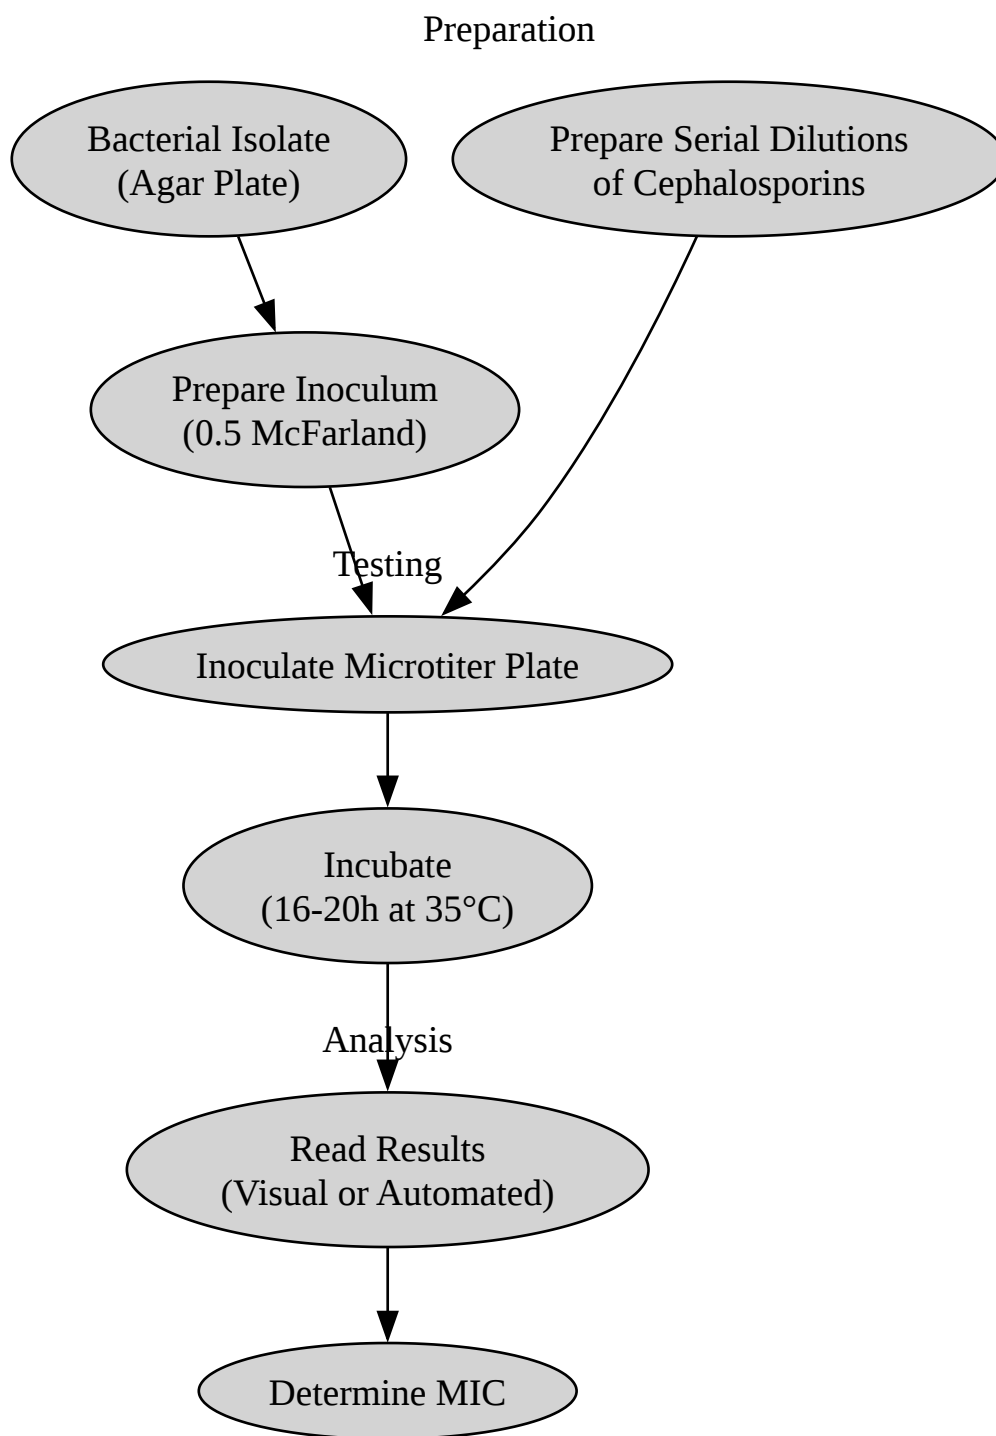 Preparation
Bacterial Isolate
(Agar Plate)
Prepare Serial Dilutions
of Cephalosporins
Prepare Inoculum
(0.5 McFarland)
Testing
Inoculate Microtiter Plate
Incubate
(16-20h at 35°C)
Analysis
Read Results
(Visual or Automated)
Determine MIC